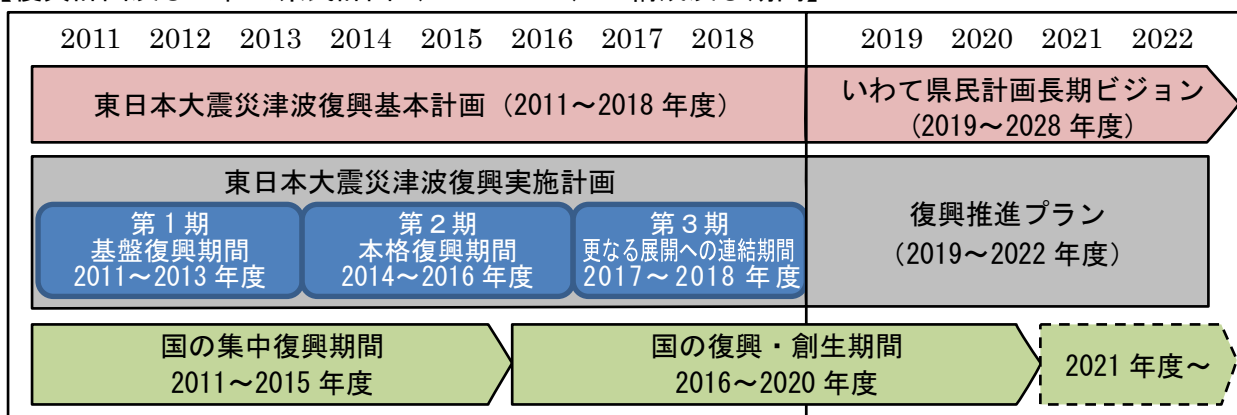 2011 2012 2013 2014 2015 2016 2017 2018 2019 2020 2021 2022
東日本大震災津波復興基本計画（2011～2018 年度）
いわて県民計画長期ビジョン
（2019～2028 年度）
東日本大震災津波復興実施計画
第１期
基盤復興期間
2011～2013 年度
第２期
本格復興期間
2014～2016 年度
第３期
更なる展開への連結期間
2017～2018 年度
復興推進プラン
（2019～2022 年度）
国の集中復興期間
2011～2015 年度
国の復興・創生期間
2016～2020 年度
2021 年度～